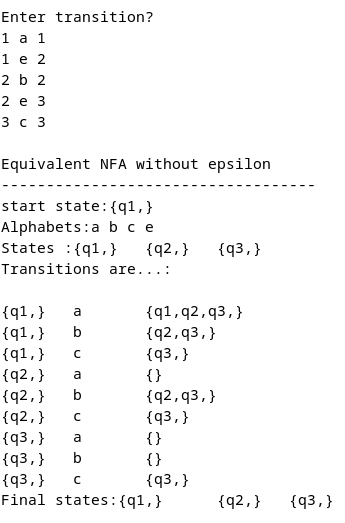 Enter transition?
1 a 1
1 e 2
2 b 2
2 e 3
3 c 3
Equivalent NFA without epsilon
-----------------------------------
start state:{q1,}
Alphabets:a b c e
States :{q1,}   {q2,}   {q3,}
Transitions are...:
{q1,}   a       {q1,q2,q3,}
{q1,}   b       {q2,q3,}
{q1,}   c       {q3,}
{q2,}   a       {}
{q2,}   b       {q2,q3,}
{q2,}   c       {q3,}
{q3,}   a       {}
{q3,}   b       {}
{q3,}   c       {q3,}
Final states:{q1,}      {q2,}   {q3,}